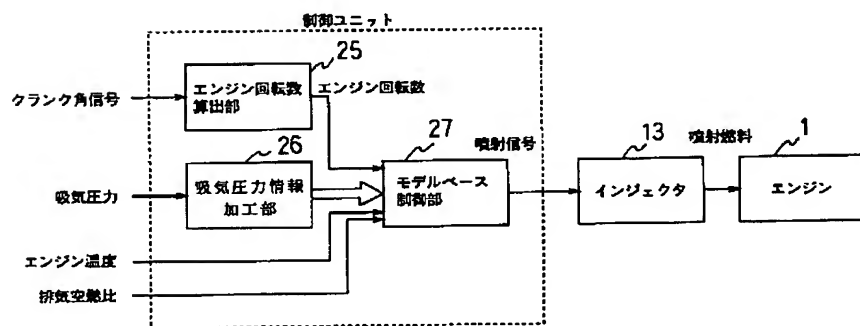 制御ユニット
25
クランク角信号
エンジン回転数
算出部
エンジン回転数
26
吸気圧力
吸気圧力情報
加工部
27
噴射信号
モデルベース
制御部
13
インジェクタ
噴射燃料
1
エンジン
エンジン温度
排気空燃比